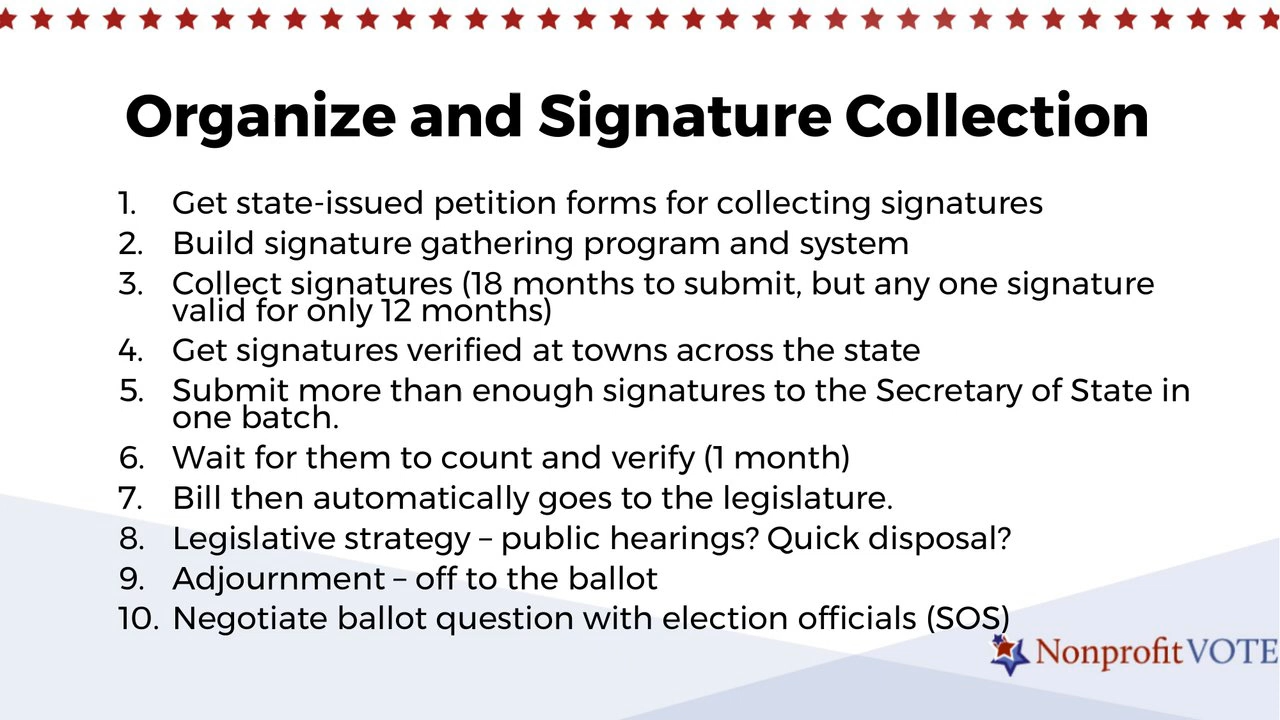 Organize and Signature Collection
1. Get state-issued petition forms for collecting signatures
2. Build signature gathering program and system
3. Collect signatures (18 months to submit, but any one signature
valid for only 12 months)
4. Get signatures verified at towns across the state
5. Submit more than enough signatures to the Secretary of State in
one batch.
6. Wait for them to count and verify (1 month)
7. Bill then automatically goes to the legislature.
8. Legislative strategy – public hearings? Quick disposal?
9. Adjournment – off to the ballot
10. Negotiate ballot question with election officials (SOS)
Nonprofit VOTE